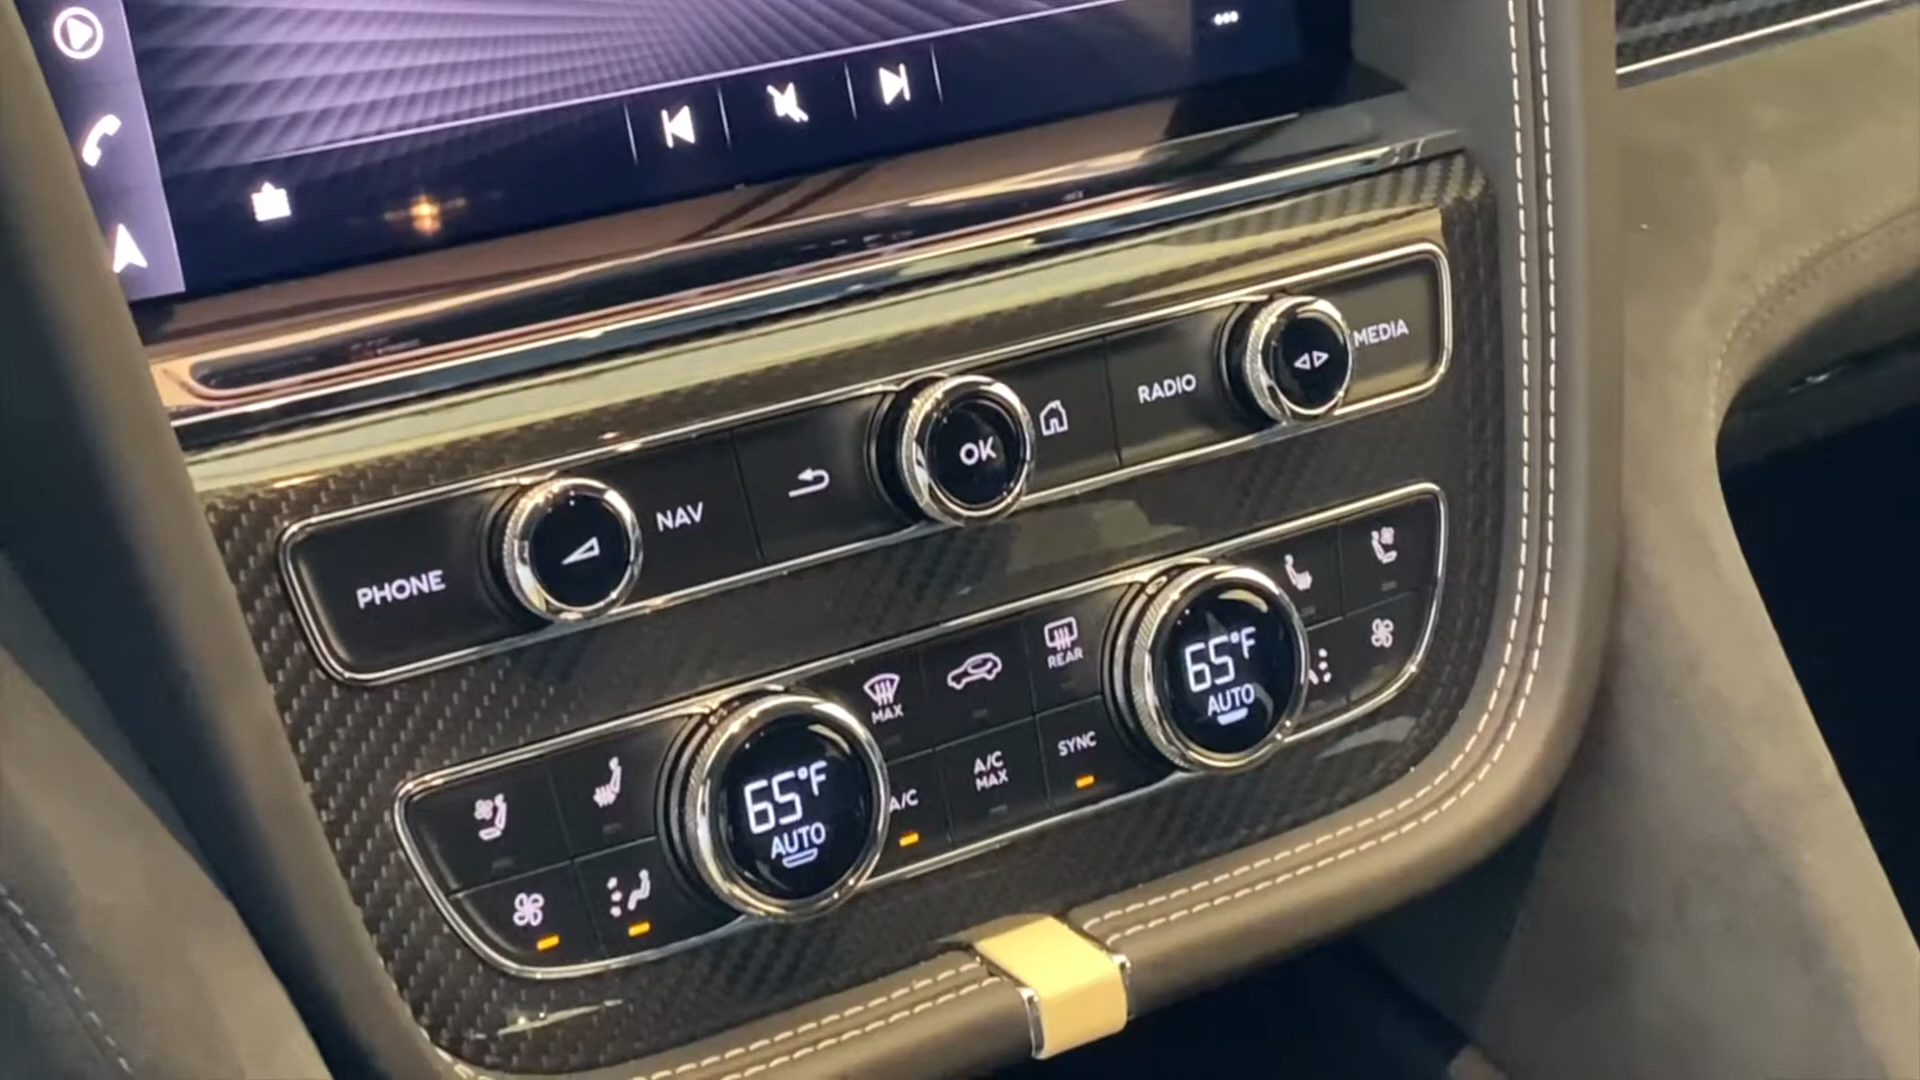 PHONE
NAV
OK
RADIO
MEDIA
65°F
AUTO
MAX
REAR
A/C
A/C
MAX
SYNC
65°F
AUTO